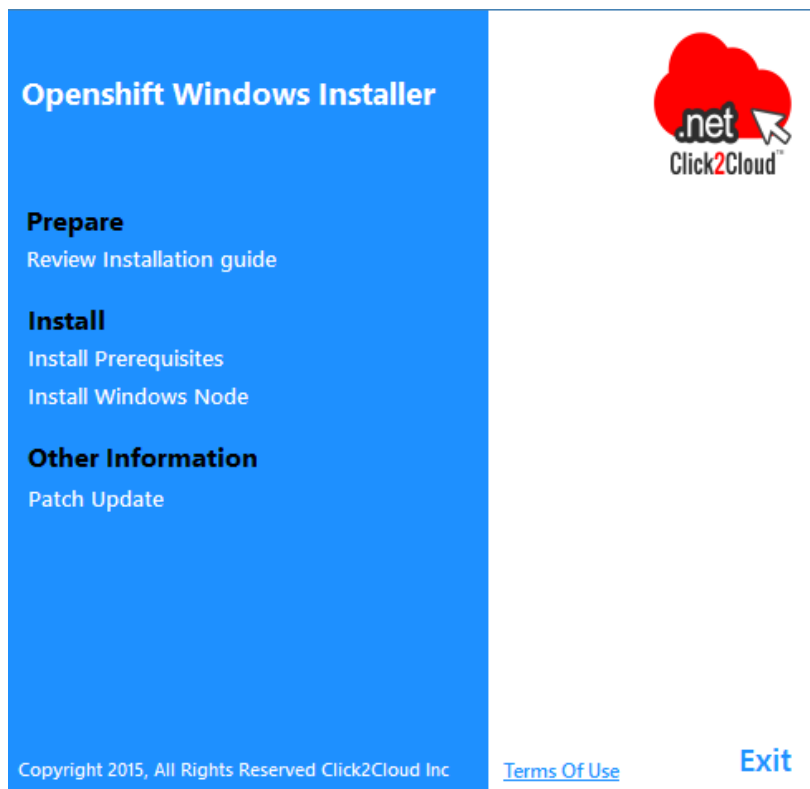 Openshift Windows Installer
.net
Click2Cloud™
Prepare
Review Installation guide
Install
Install Prerequisites
Install Windows Node
Other Information
Patch Update
Copyright 2015, All Rights Reserved Click2Cloud Inc
Terms Of Use
Exit